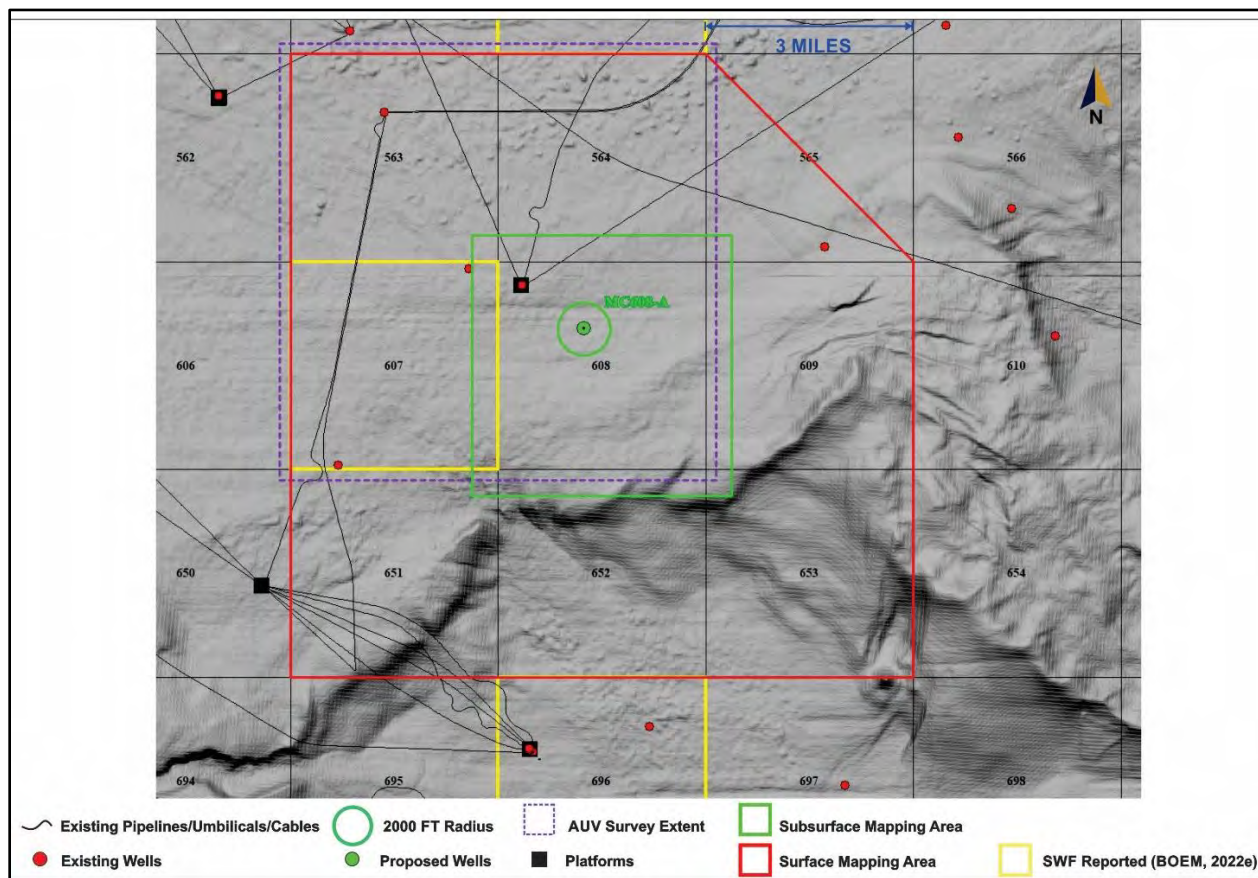 3 MILES
N
562
563
564
565
566
MC608-A
606
607
608
609
610
650
651
652
653
654
694
695
696
697
698
Existing Pipelines/Umbilicals/Cables
2000 FT Radius
AUV Survey Extent
Subsurface Mapping Area
Existing Wells
Proposed Wells
Platforms
Surface Mapping Area
SWF Reported (BOEM, 2022e)